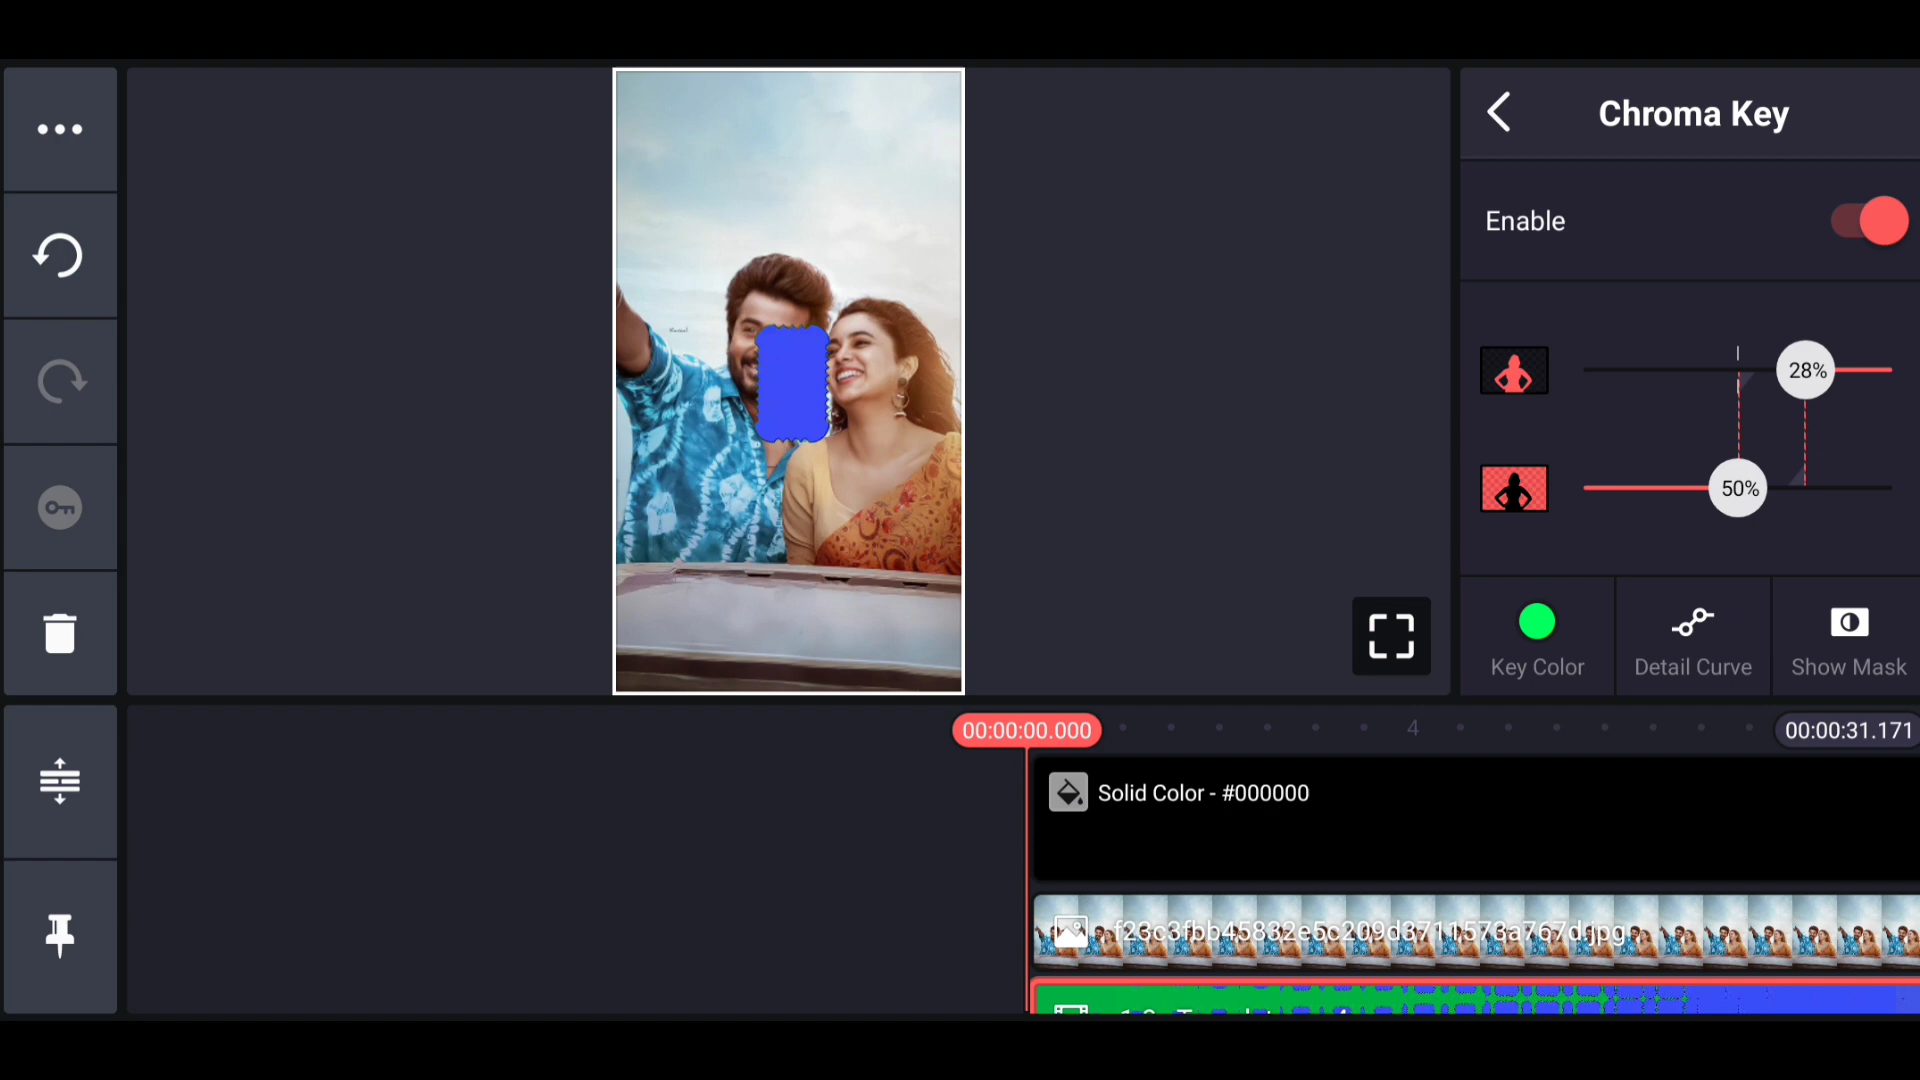 Chroma Key
Enable
28%
50%
Key Color
Detail Curve
Show Mask
00:00:00.000
4
00:00:31.171
Solid Color - #000000
f23c3fbb45832e5c209d3711573a767d.jpg